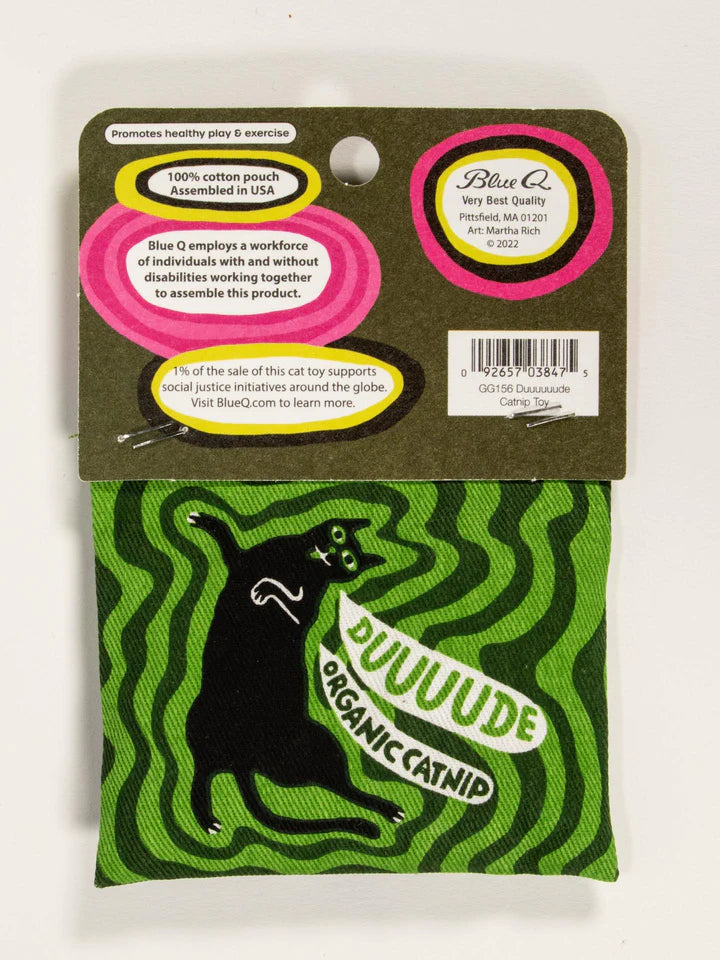 Promotes healthy play & exercise
100% cotton pouch
Assembled in USA
Blue Q employs a workforce
of individuals with and without
disabilities working together
to assemble this product.
1% of the sale of this cat toy supports
social justice initiatives around the globe.
Visit BlueQ.com to learn more.
Blue Q
Very Best Quality
Pittsfield, MA 01201
Art: Martha Rich
© 2022
0 92657 03847 5
GG156 Duuuuuude
Catnip Toy
DUUUUUDE
ORGANIC CATNIP